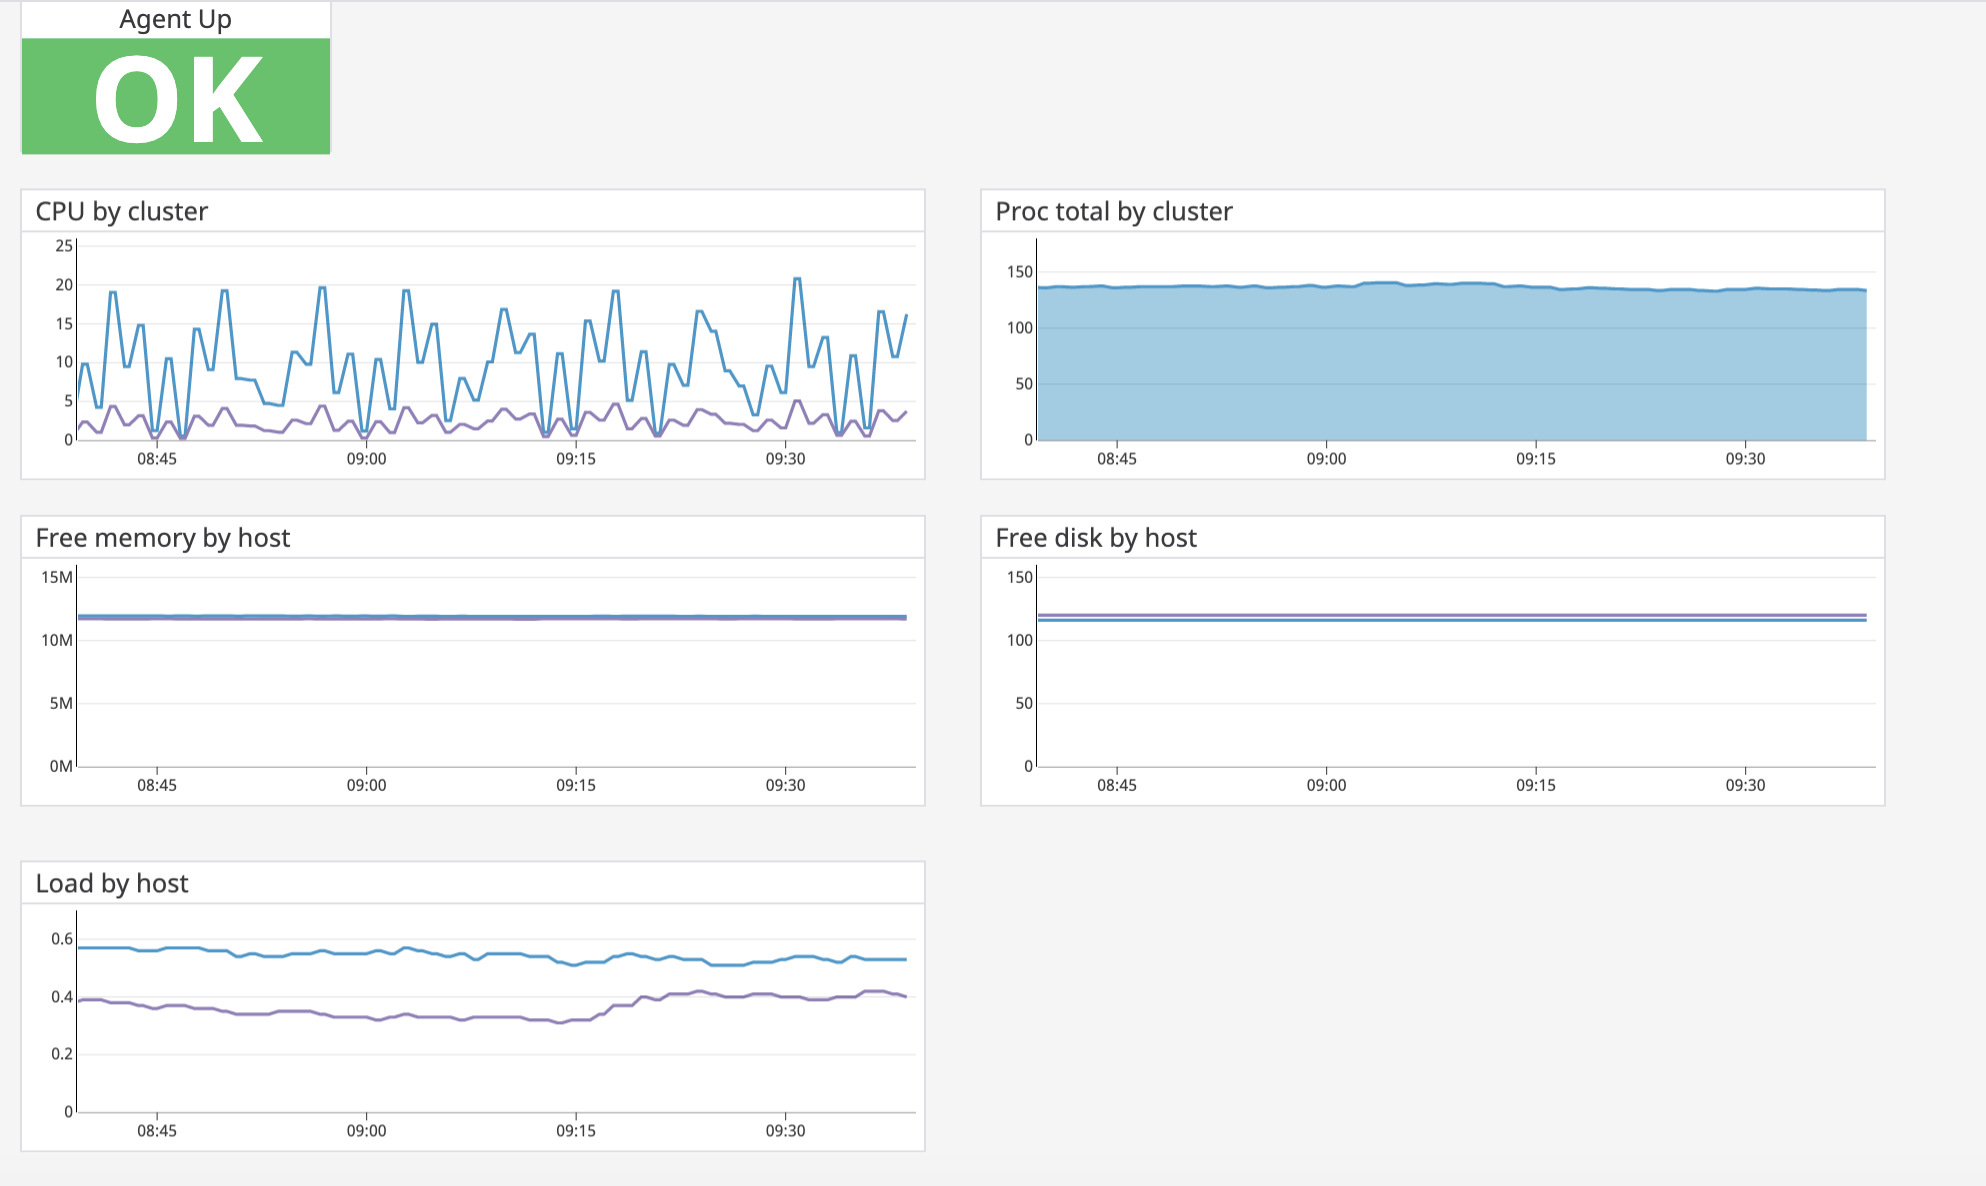 Agent Up
OK
CPU by cluster
25
20
15
10
5
0
08:45 09:00 09:15 09:30
Proc total by cluster
150
100
50
0
08:45 09:00 09:15 09:30
Free memory by host
15M
10M
5M
0M
08:45 09:00 09:15 09:30
Free disk by host
150
100
50
0
08:45 09:00 09:15 09:30
Load by host
0.6
0.4
0.2
0
08:45 09:00 09:15 09:30